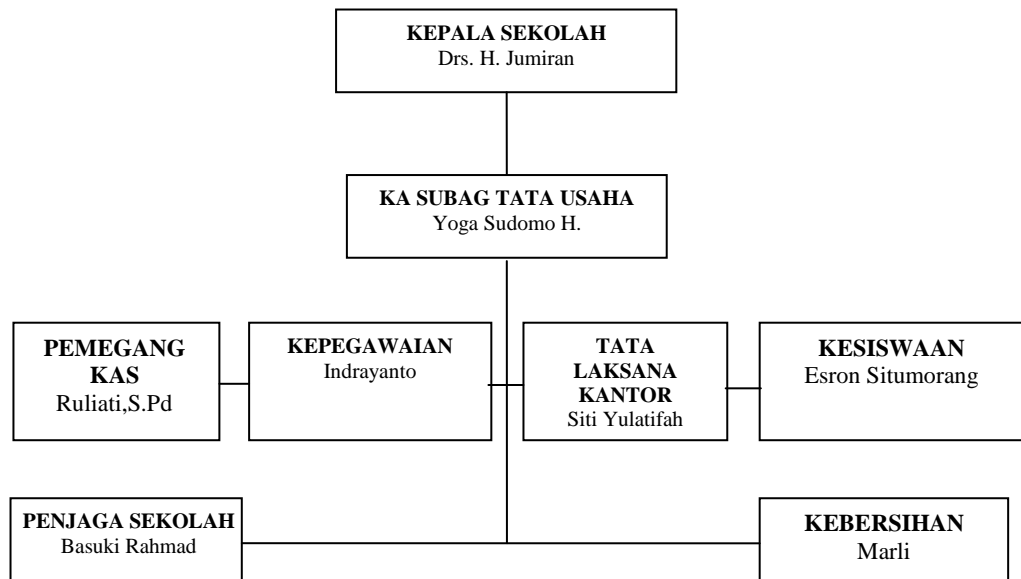 KEPALA SEKOLAH
Drs. H. Jumiran
KA SUBAG TATA USAHA
Yoga Sudomo H.
PEMEGANG
KAS
Ruliati,S.Pd
KEPEGAWAIAN
Indrayanto
TATA
LAKSANA
KANTOR
Siti Yulatifah
KESISWAAN
Esron Situmorang
PENJAGA SEKOLAH
Basuki Rahmad
KEBERSIHAN
Marli